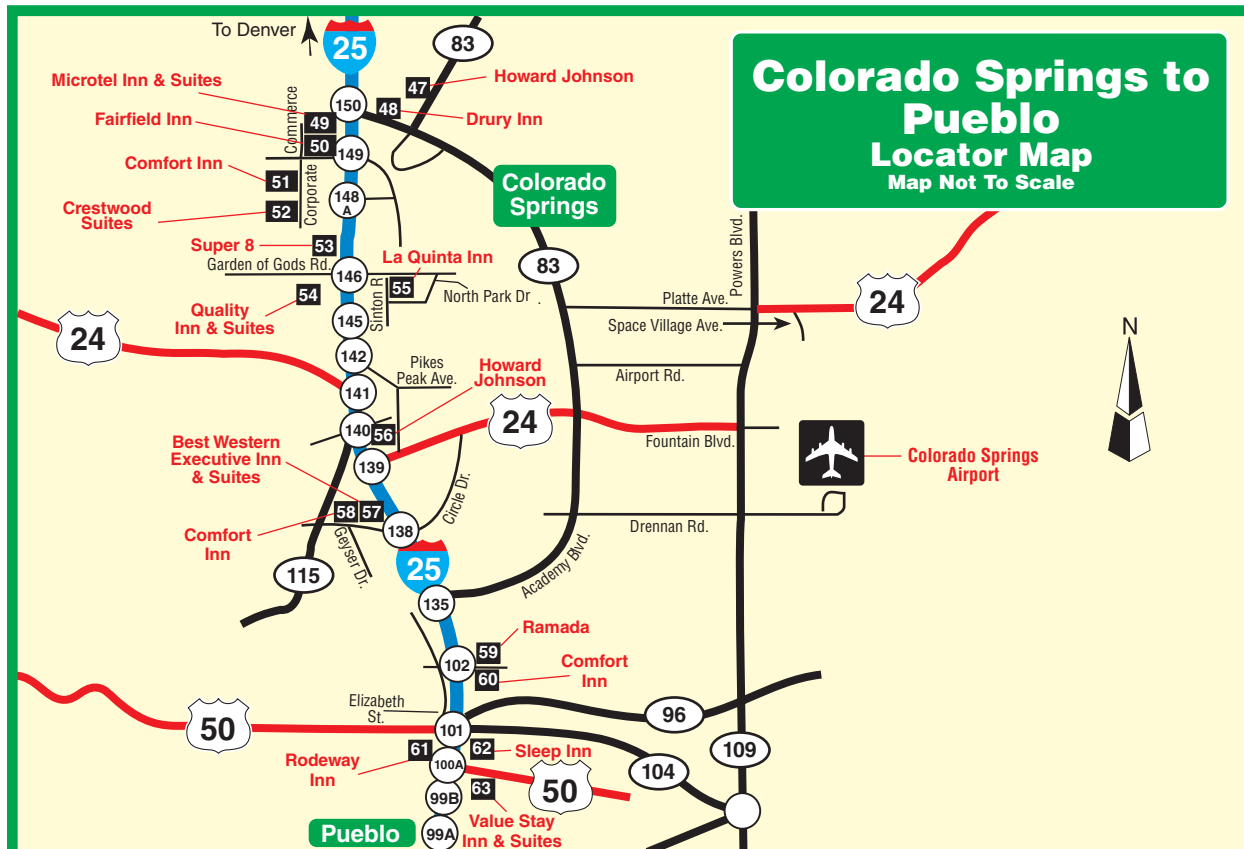 To Denver
25
83
Colorado Springs to
Pueblo
Locator Map
Map Not To Scale
Microtel Inn & Suites
47
Howard Johnson
150
48
Drury Inn
49
Fairfield Inn
50
Commerce
149
Comfort Inn
51
Corporate
148
A
Colorado
Springs
Crestwood
Suites
52
Super 8
53
La Quinta Inn
83
Powers Blvd.
Garden of Gods Rd.
146
55
Sinton R
North Park Dr
Platte Ave.
24
Quality
Inn & Suites
54
145
Space Village Ave.
24
142
Pikes
Peak Ave.
Howard
Johnson
Airport Rd.
N
141
24
140
56
Fountain Blvd.
Best Western
Executive Inn
& Suites
139
Colorado Springs
Airport
Circle Dr.
58
57
138
Drennan Rd.
Comfort
Inn
Geyser Dr.
25
Academy Blvd.
115
135
59
Ramada
102
60
Comfort
Inn
Elizabeth
St.
96
50
101
61
62
Sleep Inn
109
Rodeway
Inn
100A
104
50
99B
63
Value Stay
Inn & Suites
Pueblo
99A